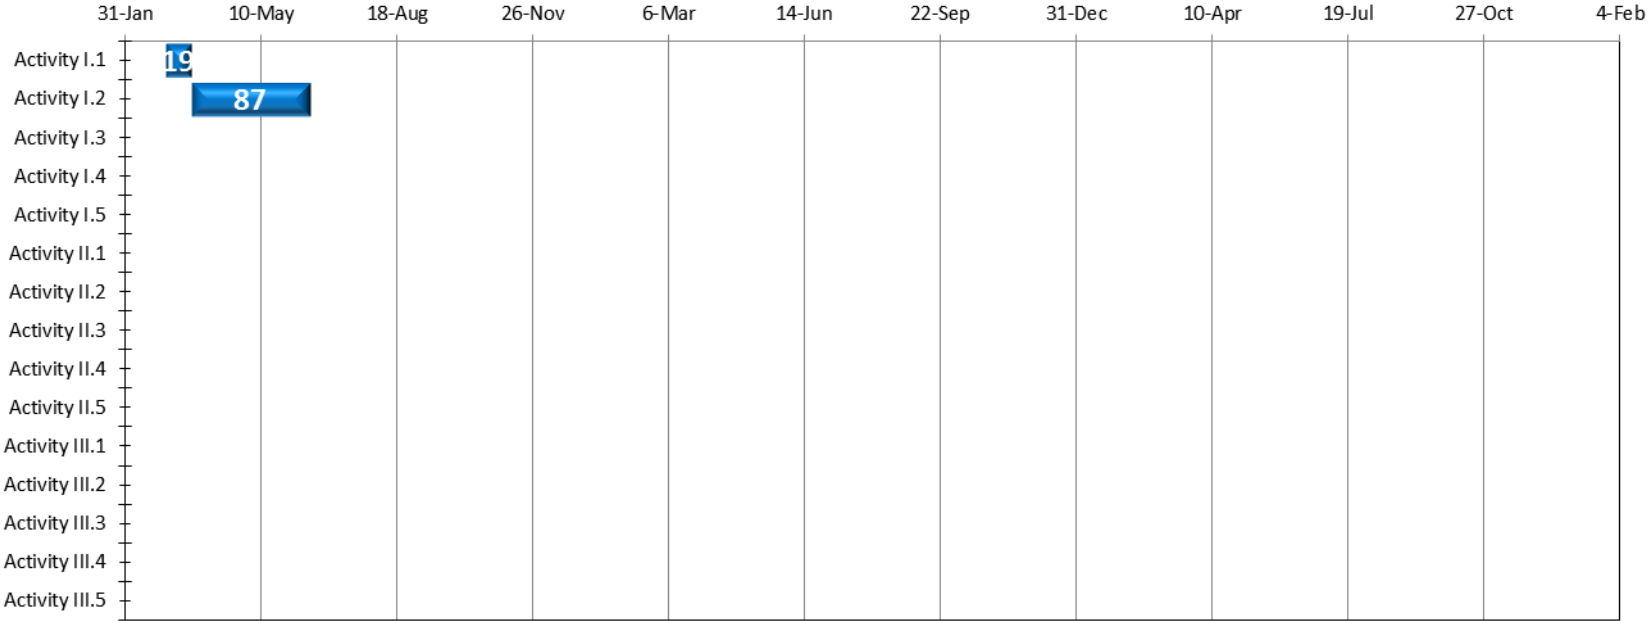 31-Jan 10-May 18-Aug 26-Nov 6-Mar 14-Jun 22-Sep 31-Dec 10-Apr 19-Jul 27-Oct 4-Feb
Activity I.1 19
Activity I.2 87
Activity I.3
Activity I.4
Activity I.5
Activity II.1
Activity II.2
Activity II.3
Activity II.4
Activity II.5
Activity III.1
Activity III.2
Activity III.3
Activity III.4
Activity III.5